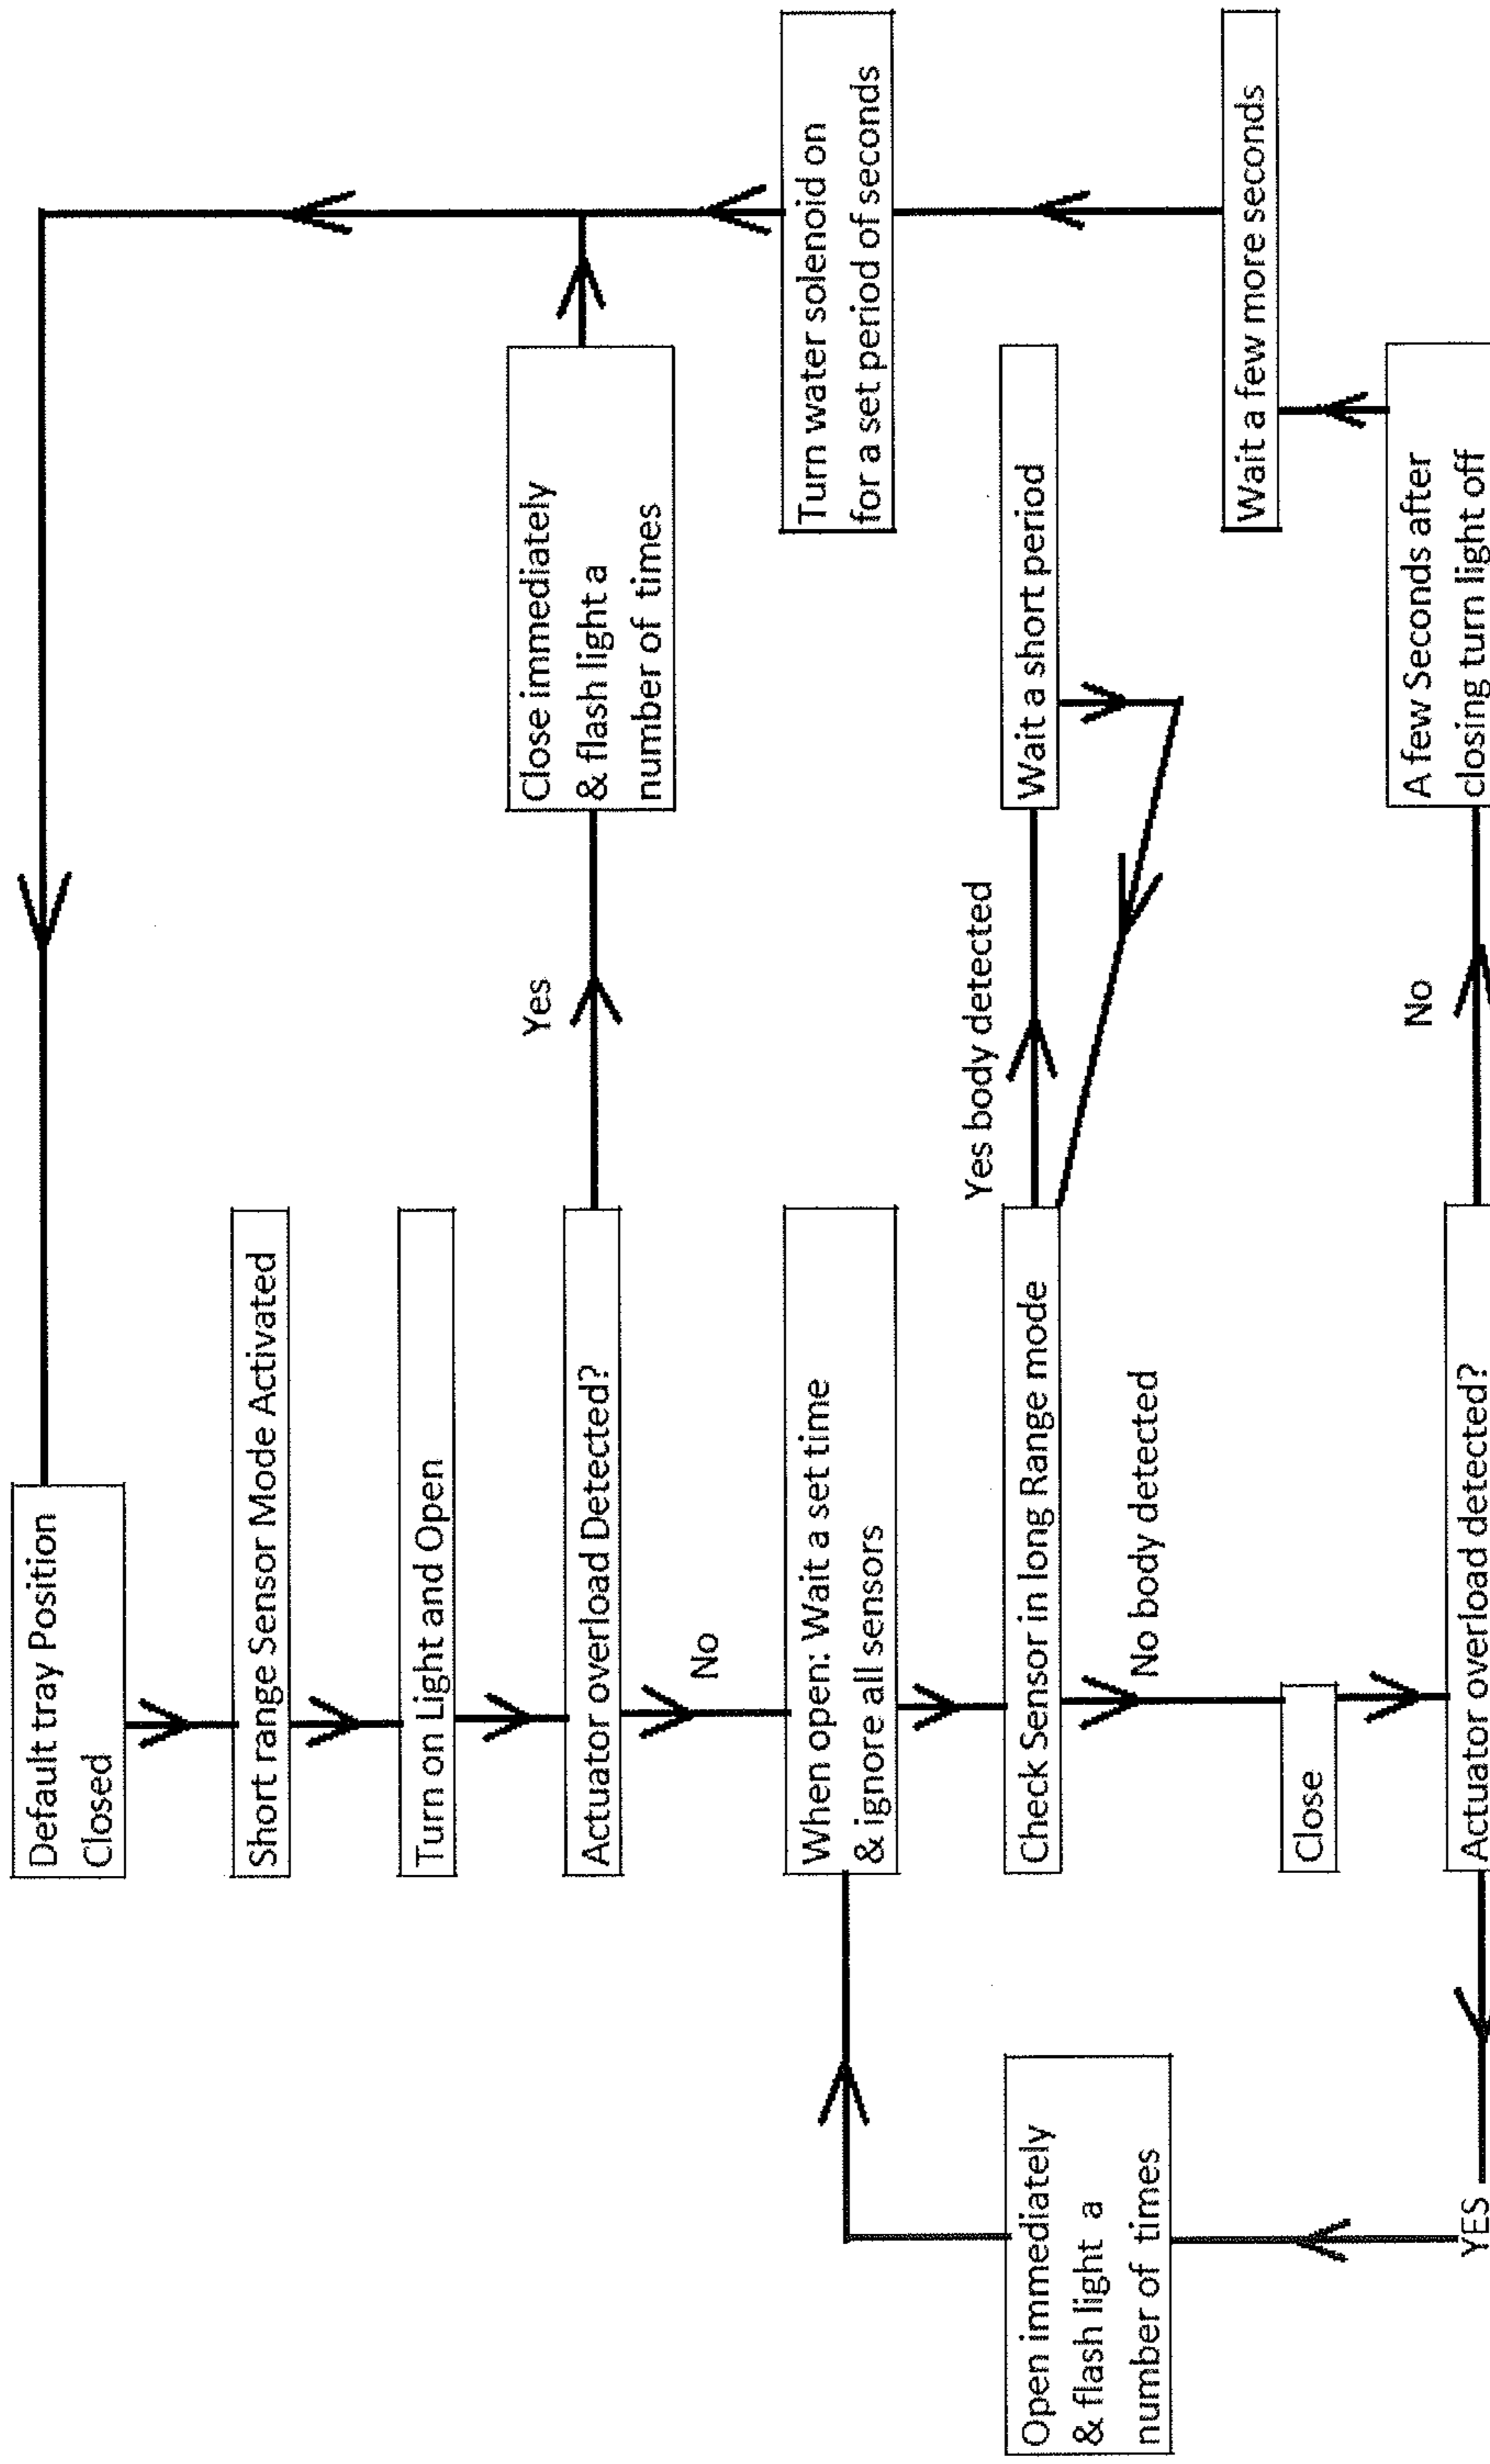 Default tray Position
Closed
Short range Sensor Mode Activated
Turn on Light and Open
Actuator overload Detected?
Yes
Close immediately
& flash light a
number of times
No
When open: Wait a set time
& ignore all sensors
Turn water solenoid on
for a set period of seconds
Check Sensor in long Range mode
Yes body detected
Wait a short period
No body detected
Open immediately
& flash light a
number of times
Close
Wait a few more seconds
Actuator overload detected?
YES
No
A few Seconds after
closing turn light off